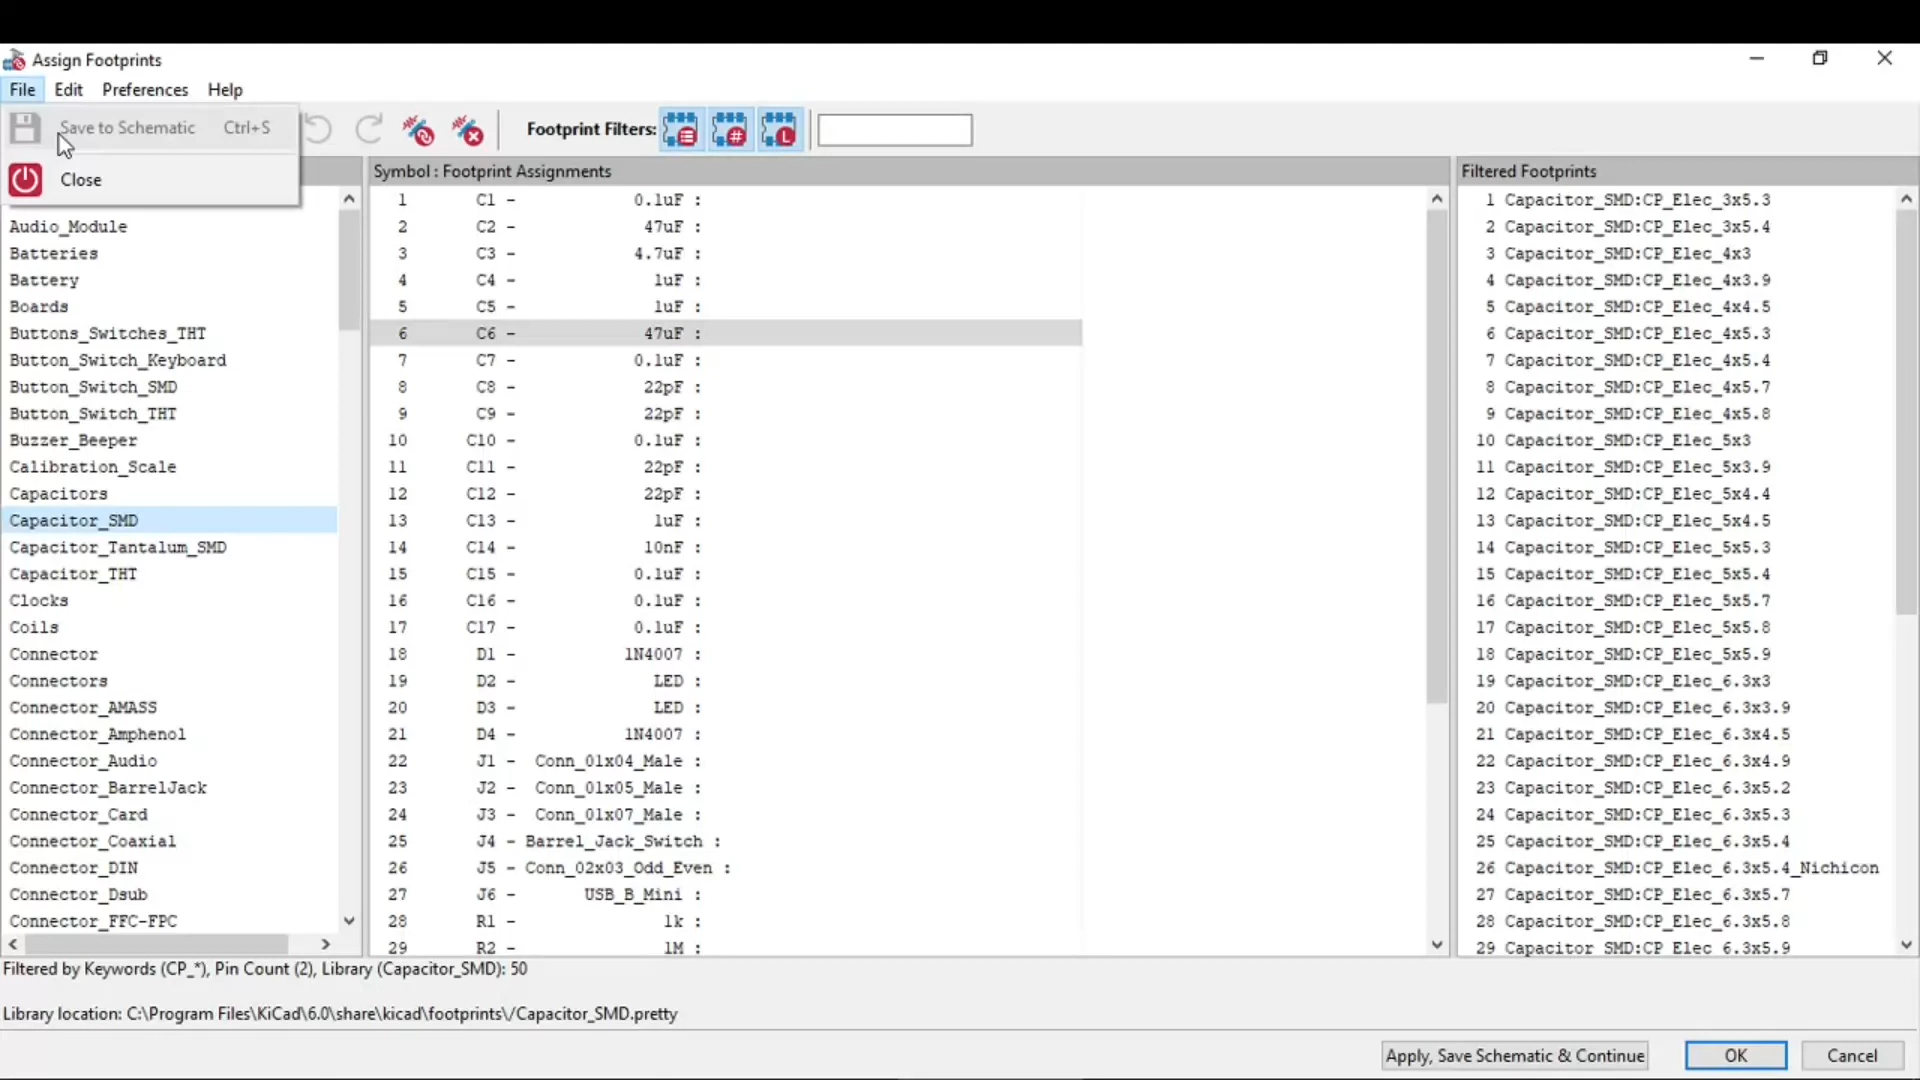 Assign Footprints
File Edit Preferences Help
Save to Schematic Ctrl+S
Close
Footprint Filters:
Symbol : Footprint Assignments
Filtered Footprints
Audio_Module
Batteries
Battery
Boards
Buttons_Switches_THT
Button_Switch_Keyboard
Button_Switch_SMD
Button_Switch_THT
Buzzer_Beeper
Calibration_Scale
Capacitors
Capacitor_SMD
Capacitor_Tantalum_SMD
Capacitor_THT
Clocks
Coils
Connector
Connectors
Connector_AMASS
Connector_Amphenol
Connector_Audio
Connector_BarrelJack
Connector_Card
Connector_Coaxial
Connector_DIN
Connector_Dsub
Connector_FFC-FPC
1 C1 - 0.1uF :
2 C2 - 47uF :
3 C3 - 4.7uF :
4 C4 - 1uF :
5 C5 - 1uF :
6 C6 - 47uF :
7 C7 - 0.1uF :
8 C8 - 22pF :
9 C9 - 22pF :
10 C10 - 0.1uF :
11 C11 - 22pF :
12 C12 - 22pF :
13 C13 - 1uF :
14 C14 - 10nF :
15 C15 - 0.1uF :
16 C16 - 0.1uF :
17 C17 - 0.1uF :
18 D1 - 1N4007 :
19 D2 - LED :
20 D3 - LED :
21 D4 - 1N4007 :
22 J1 - Conn_01x04_Male :
23 J2 - Conn_01x05_Male :
24 J3 - Conn_01x07_Male :
25 J4 - Barrel_Jack_Switch :
26 J5 - Conn_02x03_Odd_Even :
27 J6 - USB_B_Mini :
28 R1 - 1k :
29 R2 - 1M :
1 Capacitor_SMD:CP_Elec_3x5.3
2 Capacitor_SMD:CP_Elec_3x5.4
3 Capacitor_SMD:CP_Elec_4x3
4 Capacitor_SMD:CP_Elec_4x3.9
5 Capacitor_SMD:CP_Elec_4x4.5
6 Capacitor_SMD:CP_Elec_4x5.3
7 Capacitor_SMD:CP_Elec_4x5.4
8 Capacitor_SMD:CP_Elec_4x5.7
9 Capacitor_SMD:CP_Elec_4x5.8
10 Capacitor_SMD:CP_Elec_5x3
11 Capacitor_SMD:CP_Elec_5x3.9
12 Capacitor_SMD:CP_Elec_5x4.4
13 Capacitor_SMD:CP_Elec_5x4.5
14 Capacitor_SMD:CP_Elec_5x5.3
15 Capacitor_SMD:CP_Elec_5x5.4
16 Capacitor_SMD:CP_Elec_5x5.7
17 Capacitor_SMD:CP_Elec_5x5.8
18 Capacitor_SMD:CP_Elec_5x5.9
19 Capacitor_SMD:CP_Elec_6.3x3
20 Capacitor_SMD:CP_Elec_6.3x3.9
21 Capacitor_SMD:CP_Elec_6.3x4.5
22 Capacitor_SMD:CP_Elec_6.3x4.9
23 Capacitor_SMD:CP_Elec_6.3x5.2
24 Capacitor_SMD:CP_Elec_6.3x5.3
25 Capacitor_SMD:CP_Elec_6.3x5.4
26 Capacitor_SMD:CP_Elec_6.3x5.4_Nichicon
27 Capacitor_SMD:CP_Elec_6.3x5.7
28 Capacitor_SMD:CP_Elec_6.3x5.8
29 Capacitor_SMD:CP_Elec_6.3x5.9
Filtered by Keywords (CP_*), Pin Count (2), Library (Capacitor_SMD): 50
Library location: C:\Program Files\KiCad\6.0\share\kicad\footprints\/Capacitor_SMD.pretty
Apply, Save Schematic & Continue OK Cancel